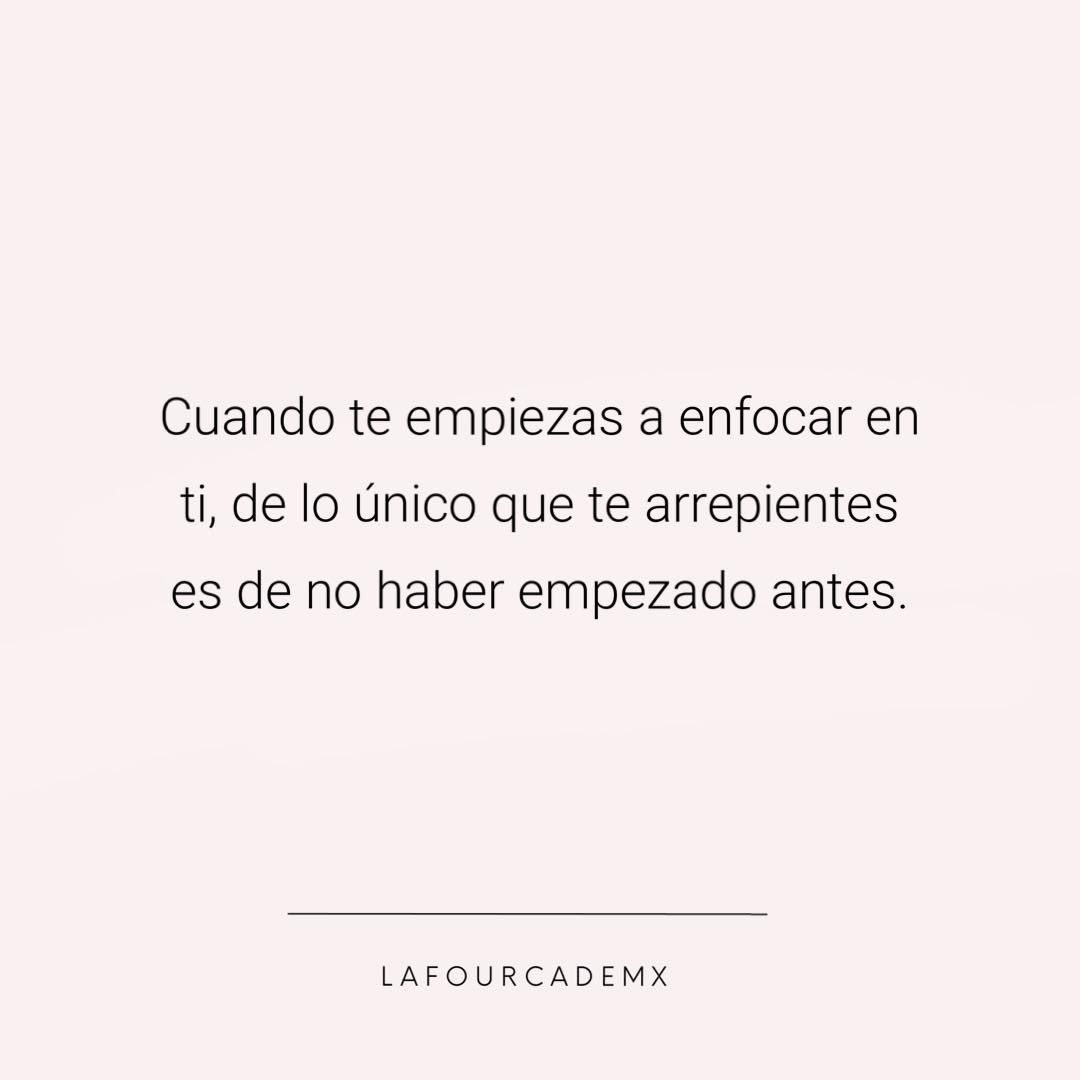 Cuando te empiezas a enfocar en
ti, de lo único que te arrepientes
es de no haber empezado antes.
LAFOURCADEMX